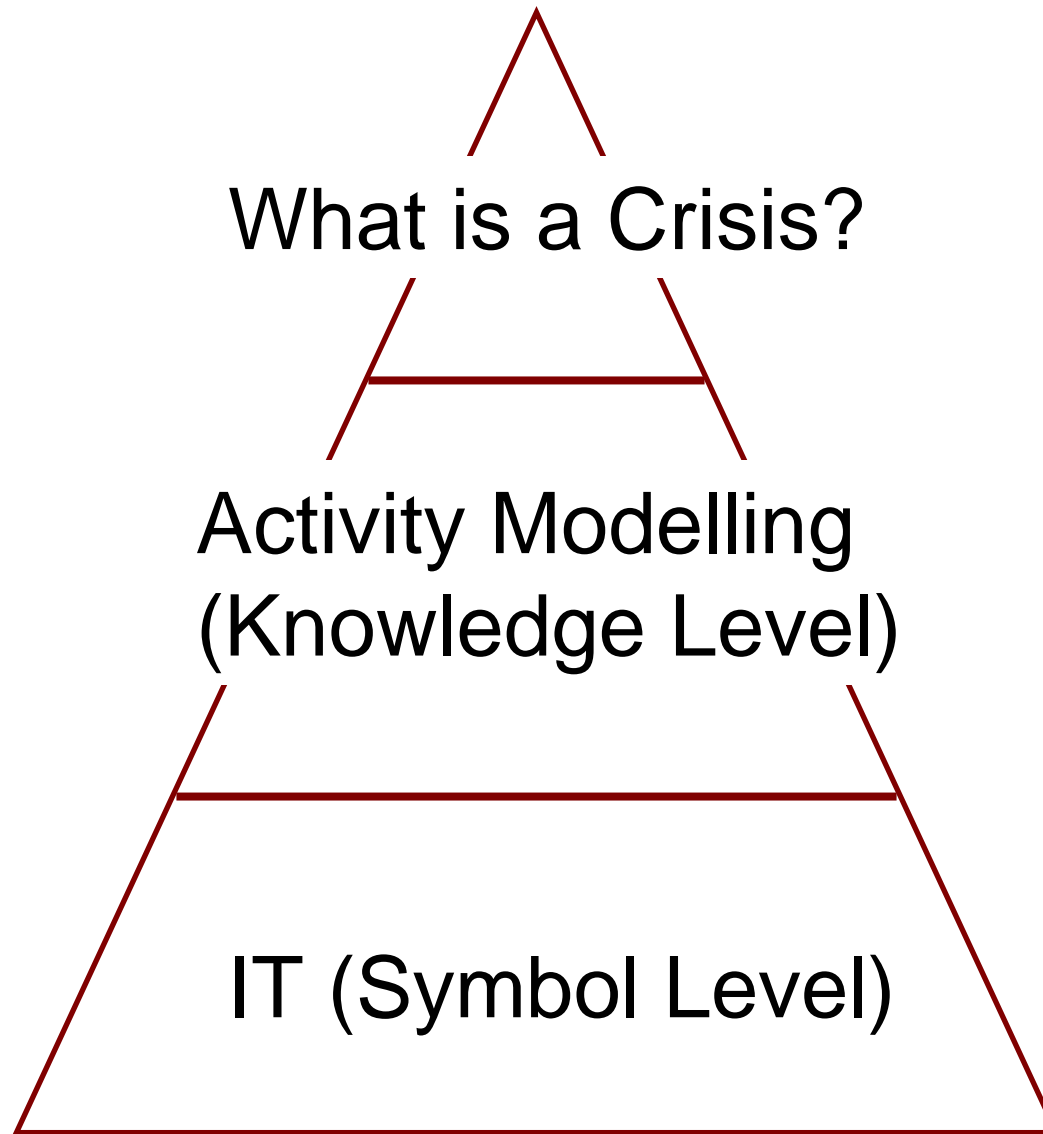 What is a Crisis?
Activity Modelling
(Knowledge Level)
IT (Symbol Level)